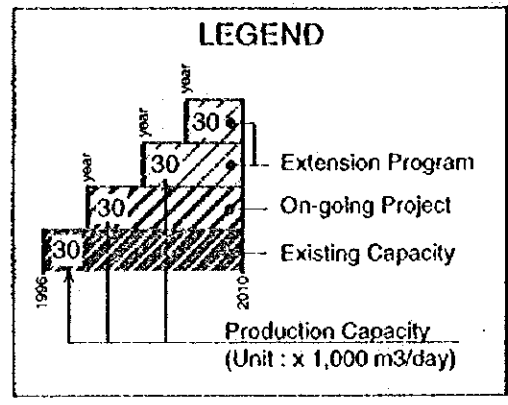 LEGEND
year
30
year
30
Extension Program
year
30
On-going Project
30
Existing Capacity
1996
2010
Production Capacity
(Unit : x 1,000 m3/day)